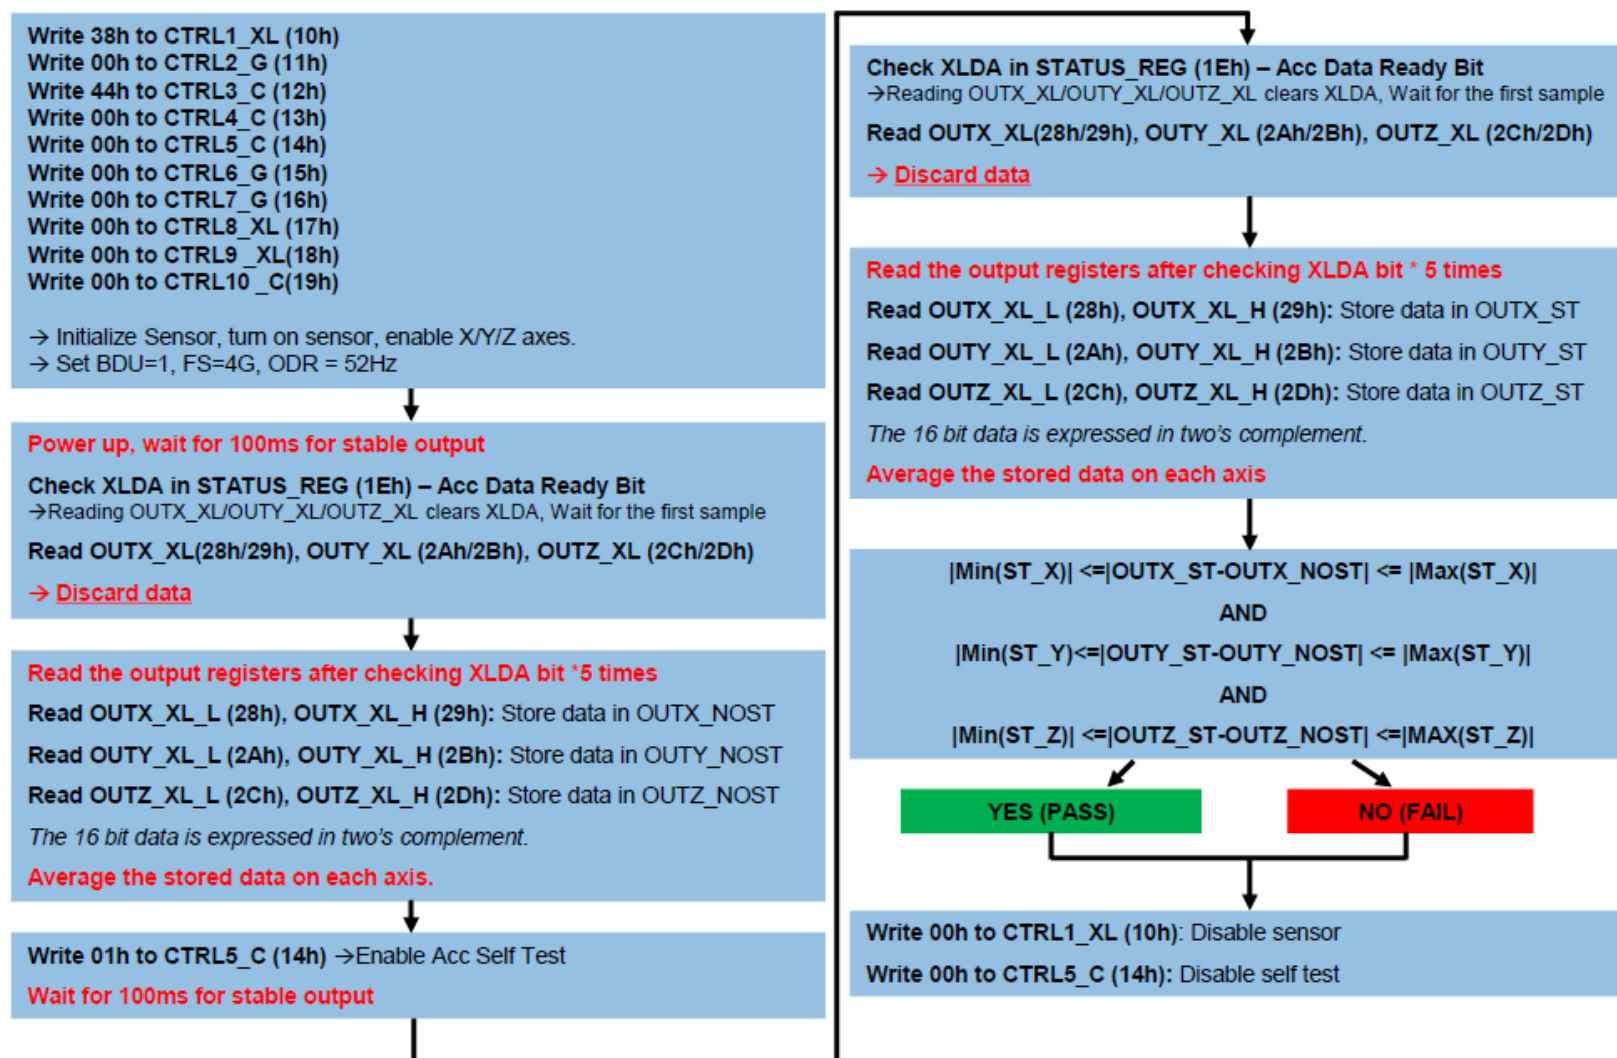 Write 38h to CTRL1_XL (10h)
Write 00h to CTRL2_G (11h)
Write 44h to CTRL3_C (12h)
Write 00h to CTRL4_C (13h)
Write 00h to CTRL5_C (14h)
Write 00h to CTRL6_G (15h)
Write 00h to CTRL7_G (16h)
Write 00h to CTRL8_XL (17h)
Write 00h to CTRL9 _XL(18h)
Write 00h to CTRL10 _C(19h)
→ Initialize Sensor, turn on sensor, enable X/Y/Z axes.
→ Set BDU=1, FS=4G, ODR = 52Hz
Power up, wait for 100ms for stable output
Check XLDA in STATUS_REG (1Eh) – Acc Data Ready Bit
→Reading OUTX_XL/OUTY_XL/OUTZ_XL clears XLDA, Wait for the first sample
Read OUTX_XL(28h/29h), OUTY_XL (2Ah/2Bh), OUTZ_XL (2Ch/2Dh)
→ Discard data
Read the output registers after checking XLDA bit *5 times
Read OUTX_XL_L (28h), OUTX_XL_H (29h): Store data in OUTX_NOST
Read OUTY_XL_L (2Ah), OUTY_XL_H (2Bh): Store data in OUTY_NOST
Read OUTZ_XL_L (2Ch), OUTZ_XL_H (2Dh): Store data in OUTZ_NOST
The 16 bit data is expressed in two's complement.
Average the stored data on each axis.
Write 01h to CTRL5_C (14h) →Enable Acc Self Test
Wait for 100ms for stable output
Check XLDA in STATUS_REG (1Eh) – Acc Data Ready Bit
→Reading OUTX_XL/OUTY_XL/OUTZ_XL clears XLDA, Wait for the first sample
Read OUTX_XL(28h/29h), OUTY_XL (2Ah/2Bh), OUTZ_XL (2Ch/2Dh)
→ Discard data
Read the output registers after checking XLDA bit * 5 times
Read OUTX_XL_L (28h), OUTX_XL_H (29h): Store data in OUTX_ST
Read OUTY_XL_L (2Ah), OUTY_XL_H (2Bh): Store data in OUTY_ST
Read OUTZ_XL_L (2Ch), OUTZ_XL_H (2Dh): Store data in OUTZ_ST
The 16 bit data is expressed in two's complement.
Average the stored data on each axis
|Min(ST_X)| <=|OUTX_ST-OUTX_NOST| <= |Max(ST_X)|
AND
|Min(ST_Y)<=|OUTY_ST-OUTY_NOST| <= |Max(ST_Y)|
AND
|Min(ST_Z)| <=|OUTZ_ST-OUTZ_NOST| <=|MAX(ST_Z)|
YES (PASS)
NO (FAIL)
Write 00h to CTRL1_XL (10h): Disable sensor
Write 00h to CTRL5_C (14h): Disable self test